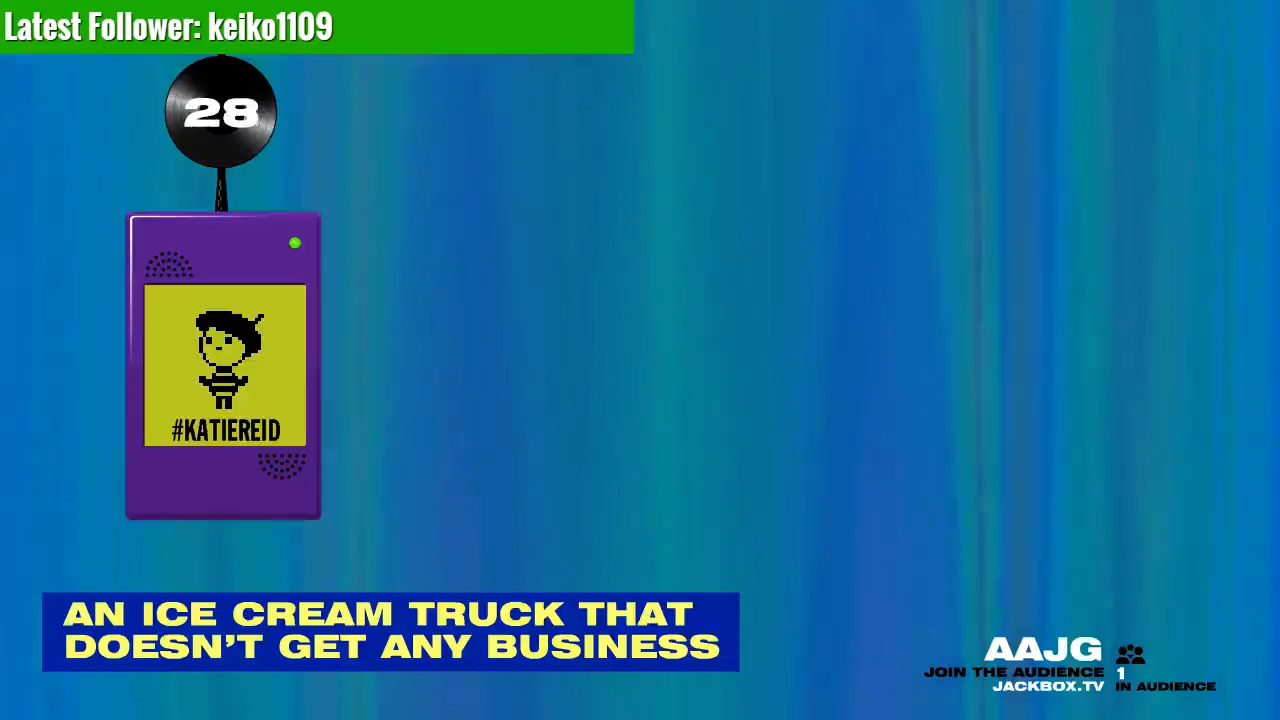 Latest Follower: keiko1109
28
#KATIEREID
AN ICE CREAM TRUCK THAT
DOESN'T GET ANY BUSINESS
AAJG
JOIN THE AUDIENCE
JACKBOX.TV
1
IN AUDIENCE